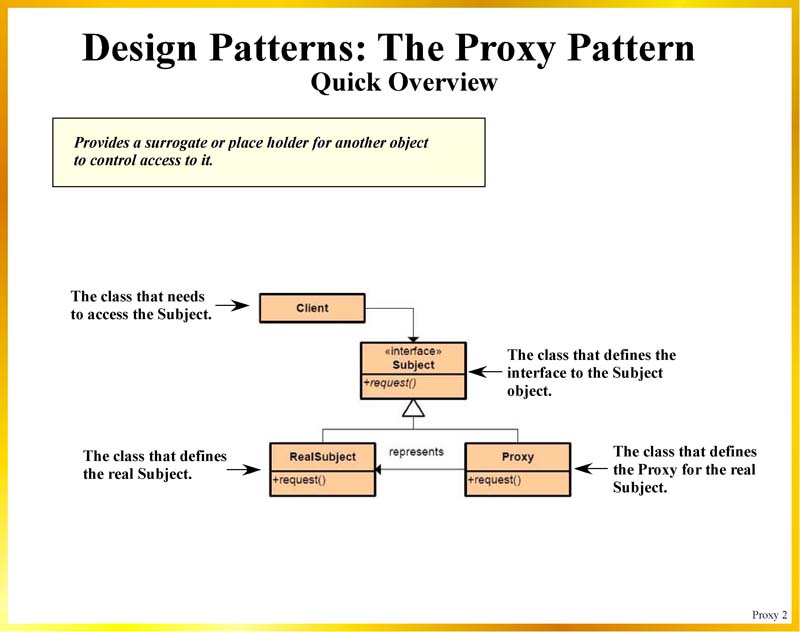 Design Patterns: The Proxy Pattern
Quick Overview
Provides a surrogate or place holder for another object
to control access to it.
The class that needs
to access the Subject.
Client
«interface»
Subject
+request()
The class that defines the
interface to the Subject
object.
The class that defines
the real Subject.
RealSubject
+request()
represents
Proxy
+request()
The class that defines
the Proxy for the real
Subject.
Proxy 2